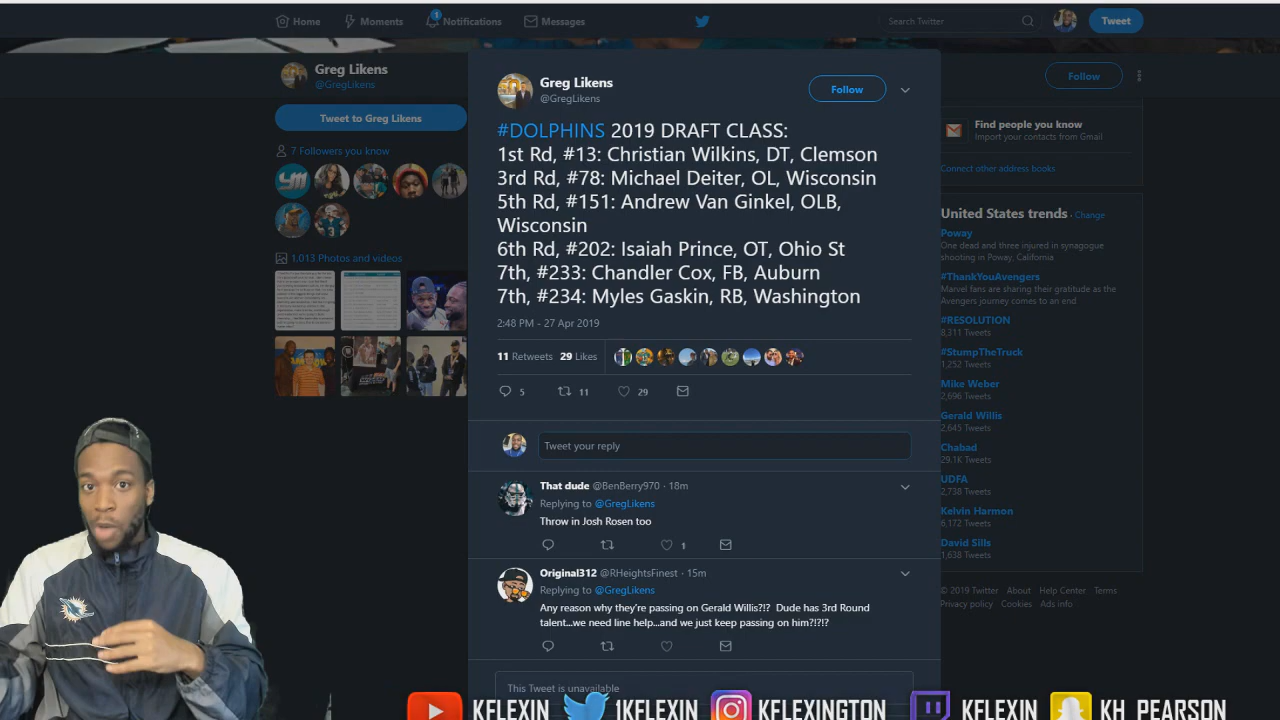 Home
Moments
1
Notifications
Messages
Search Twitter
Tweet
Greg Likens
@GregLikens
Follow
Tweet to Greg Likens
7 Followers you know
1,013 Photos and videos
Greg Likens
@GregLikens
Follow
#DOLPHINS 2019 DRAFT CLASS:
1st Rd, #13: Christian Wilkins, DT, Clemson
3rd Rd, #78: Michael Deiter, OL, Wisconsin
5th Rd, #151: Andrew Van Ginkel, OLB,
Wisconsin
6th Rd, #202: Isaiah Prince, OT, Ohio St
7th, #233: Chandler Cox, FB, Auburn
7th, #234: Myles Gaskin, RB, Washington
2:48 PM - 27 Apr 2019
11 Retweets 29 Likes
5 11 29
Tweet your reply
That dude @BenBerry970 · 18m
Replying to @GregLikens
Throw in Josh Rosen too
1
Original312 @RHeightsFinest · 15m
Replying to @GregLikens
Any reason why they're passing on Gerald Willis?!? Dude has 3rd Round
talent...we need line help...and we just keep passing on him?!?!?
This Tweet is unavailable
Find people you know
Import your contacts from Gmail
Connect other address books
United States trends · Change
Poway
One dead and three injured in synagogue
shooting in Poway, California
#ThankYouAvengers
Marvel fans are sharing their gratitude as the
Avengers journey comes to an end
#RESOLUTION
8,311 Tweets
#StumpTheTruck
1,252 Tweets
Mike Weber
2,696 Tweets
Gerald Willis
2,645 Tweets
Chabad
29.1K Tweets
UDFA
2,738 Tweets
Kelvin Harmon
6,172 Tweets
David Sills
1,638 Tweets
© 2019 Twitter About Help Center Terms
Privacy policy Cookies Ads info
KFLEXIN 1KFLEXIN KFLEXINGTON KFLEXIN KH_PEARSON